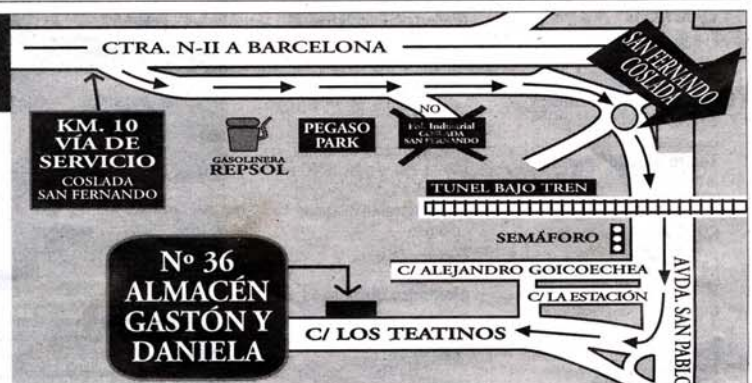 CTRA. N-II A BARCELONA
SAN FERNANDO
COSLADA
KM. 10
VÍA DE
SERVICIO
COSLADA
SAN FERNANDO
GASOLINERA
REPSOL
PEGASO
PARK
NO
Pol. Industrial
COSLADA
SAN FERNANDO
TUNEL BAJO TREN
SEMÁFORO
Nº 36
ALMACÉN
GASTÓN Y
DANIELA
C/ ALEJANDRO GOICOECHEA
C/ LA ESTACIÓN
C/ LOS TEATINOS
AVDA. SAN PABLO